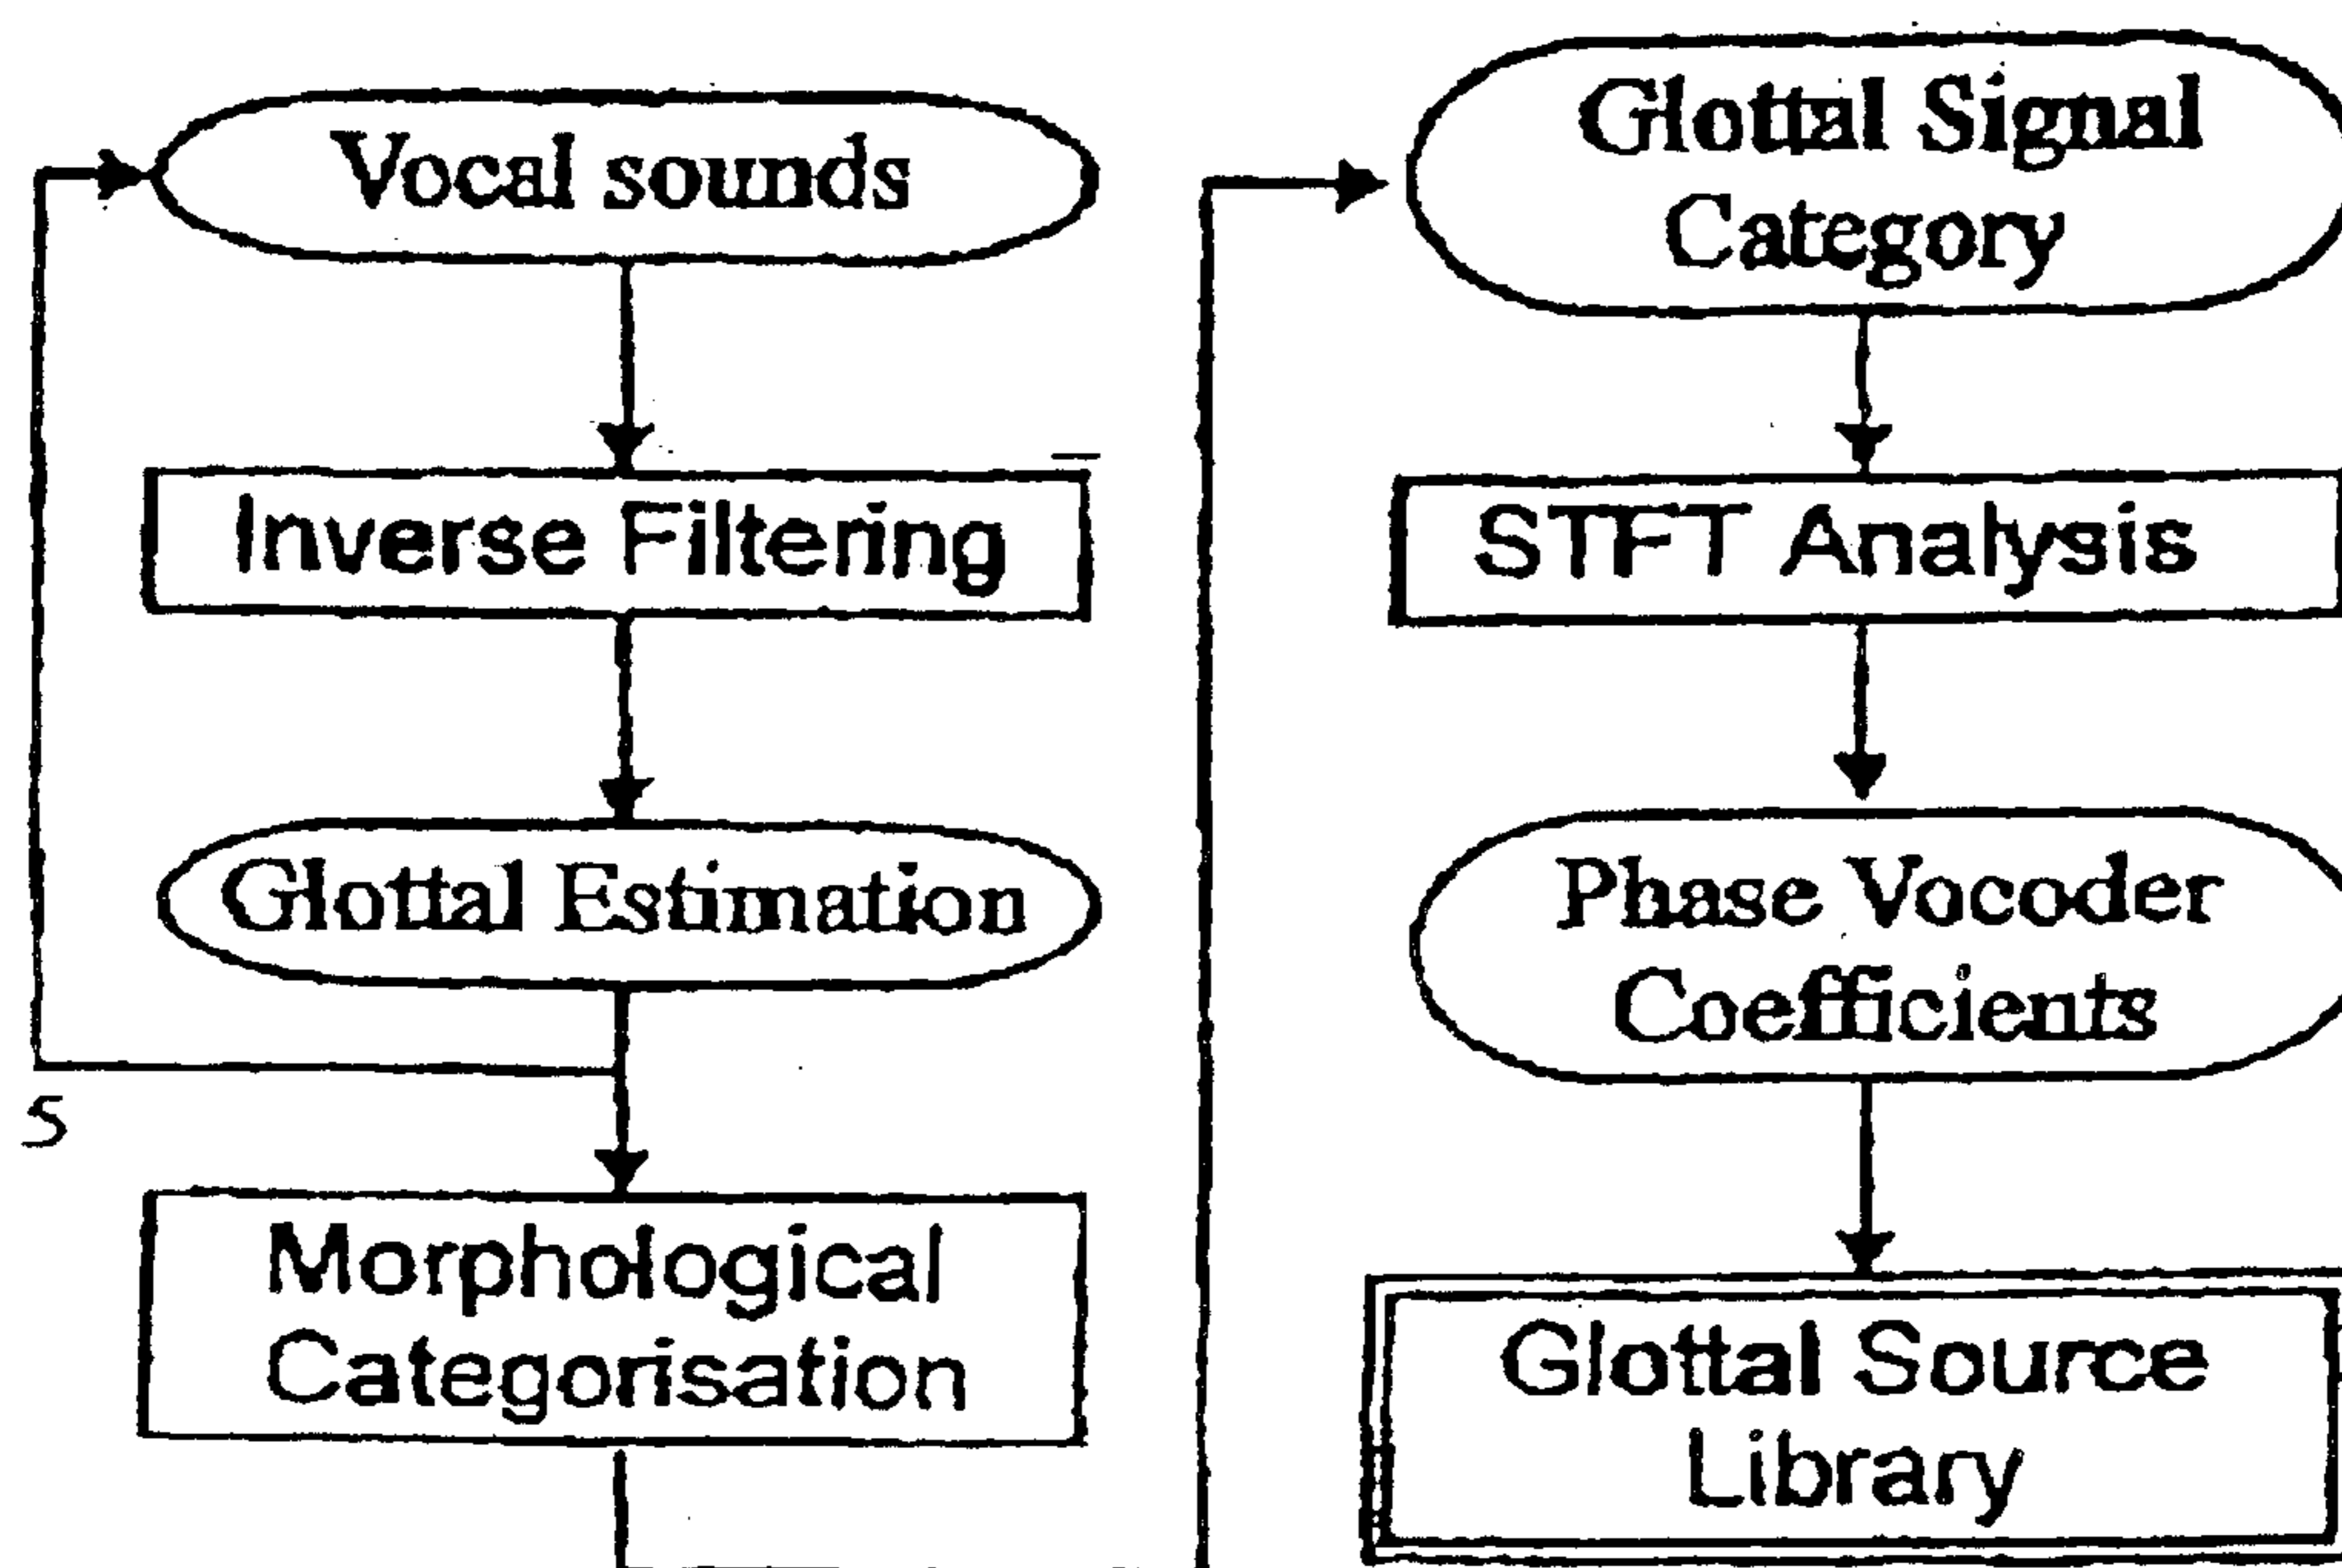 Vocal sounds
Inverse Filtering
Glottal Estimation
5
Morphological
Categorisation
Glottal Signal
Category
STFT Analysis
Phase Vocoder
Coefficients
Glottal Source
Library